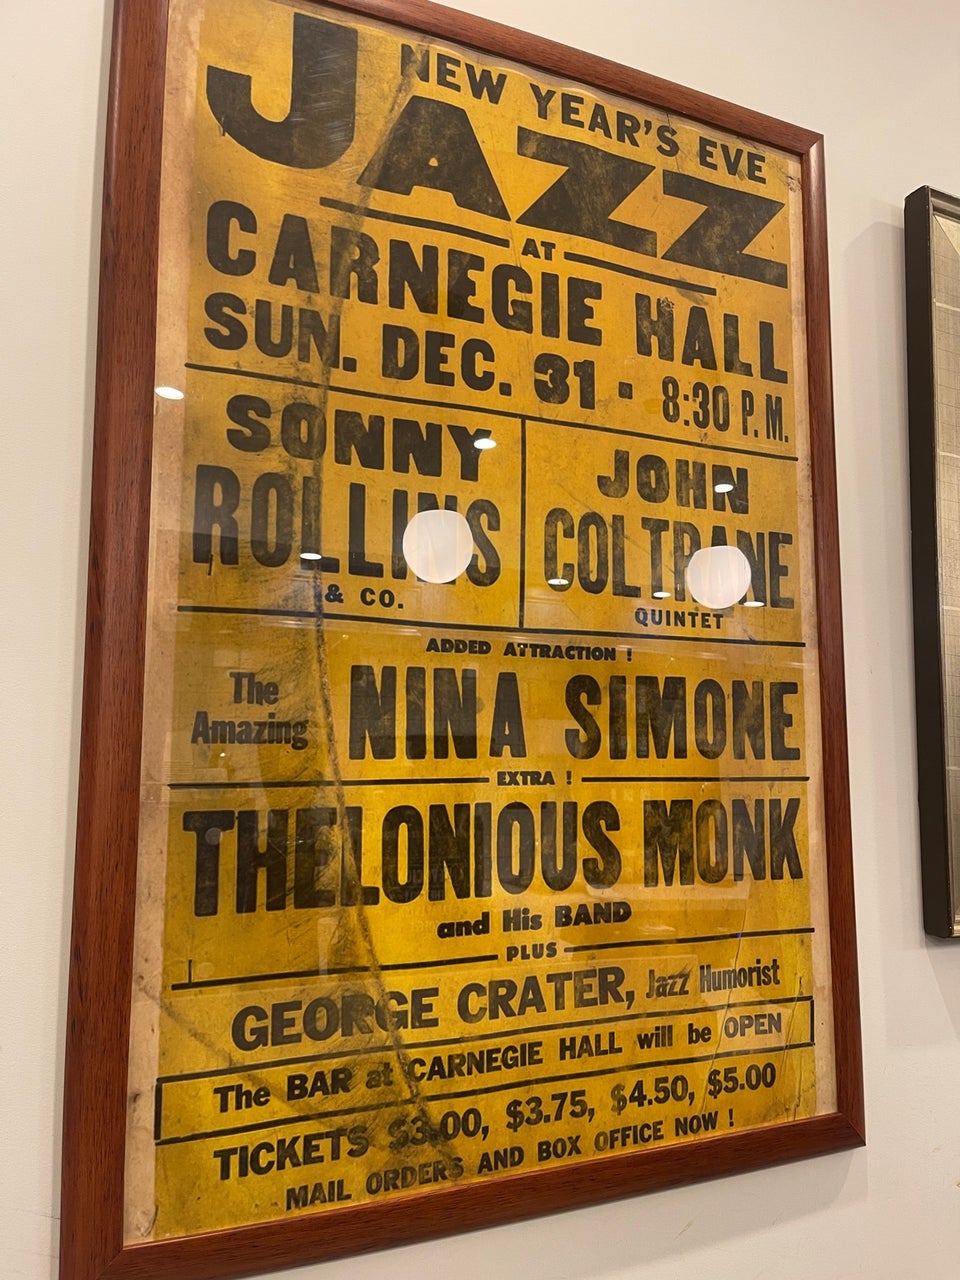 NEW YEAR'S EVE
JAZZ
AT
CARNEGIE HALL
SUN. DEC. 31 • 8:30 P.M.
SONNY
ROLLINS
& CO.
JOHN
COLTRANE
QUINTET
ADDED ATTRACTION !
The
Amazing
NINA SIMONE
EXTRA !
THELONIOUS MONK
and His BAND
PLUS
GEORGE CRATER, Jazz Humorist
The BAR at CARNEGIE HALL will be OPEN
TICKETS $3.00, $3.75, $4.50, $5.00
MAIL ORDERS AND BOX OFFICE NOW !